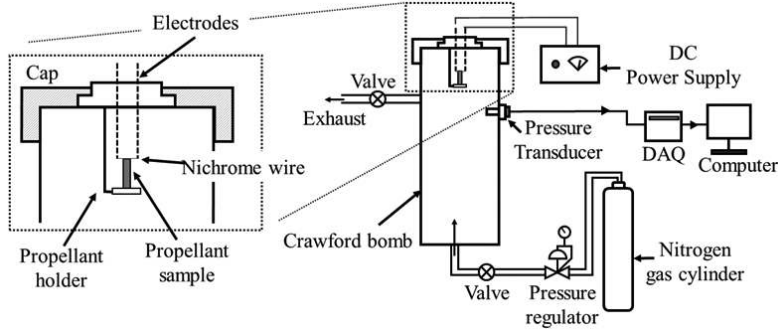 Electrodes
Cap
Nichrome wire
Propellant
holder
Propellant
sample
Valve
Exhaust
Crawford bomb
DC
Power Supply
Pressure
Transducer
DAQ
Computer
Valve
Pressure
regulator
Nitrogen
gas cylinder